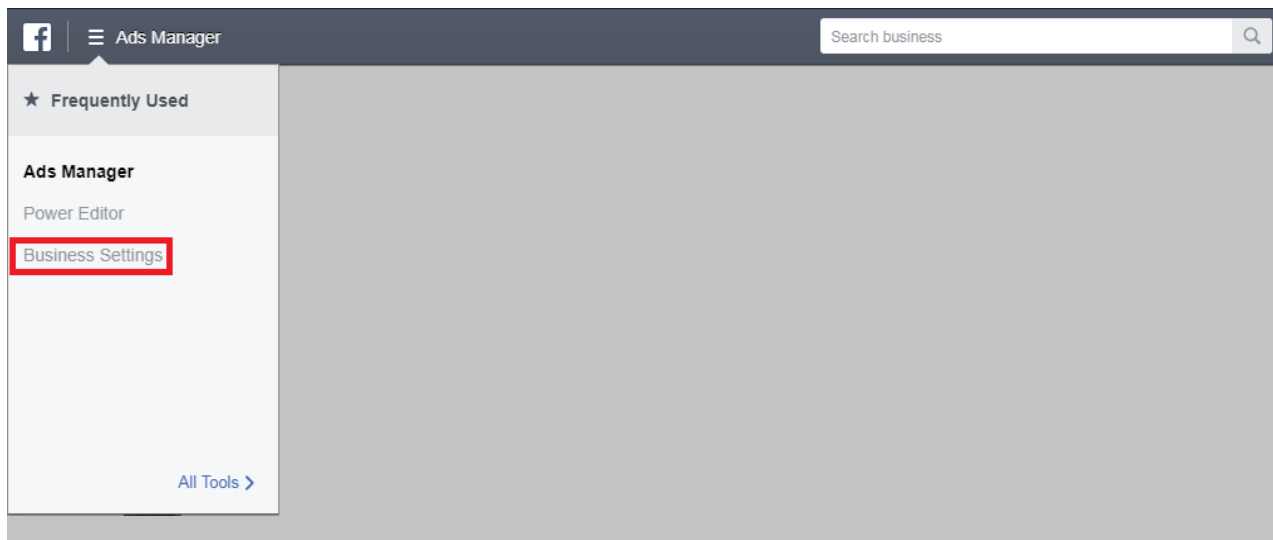 Ads Manager
Search business
Frequently Used
Ads Manager
Power Editor
Business Settings
All Tools